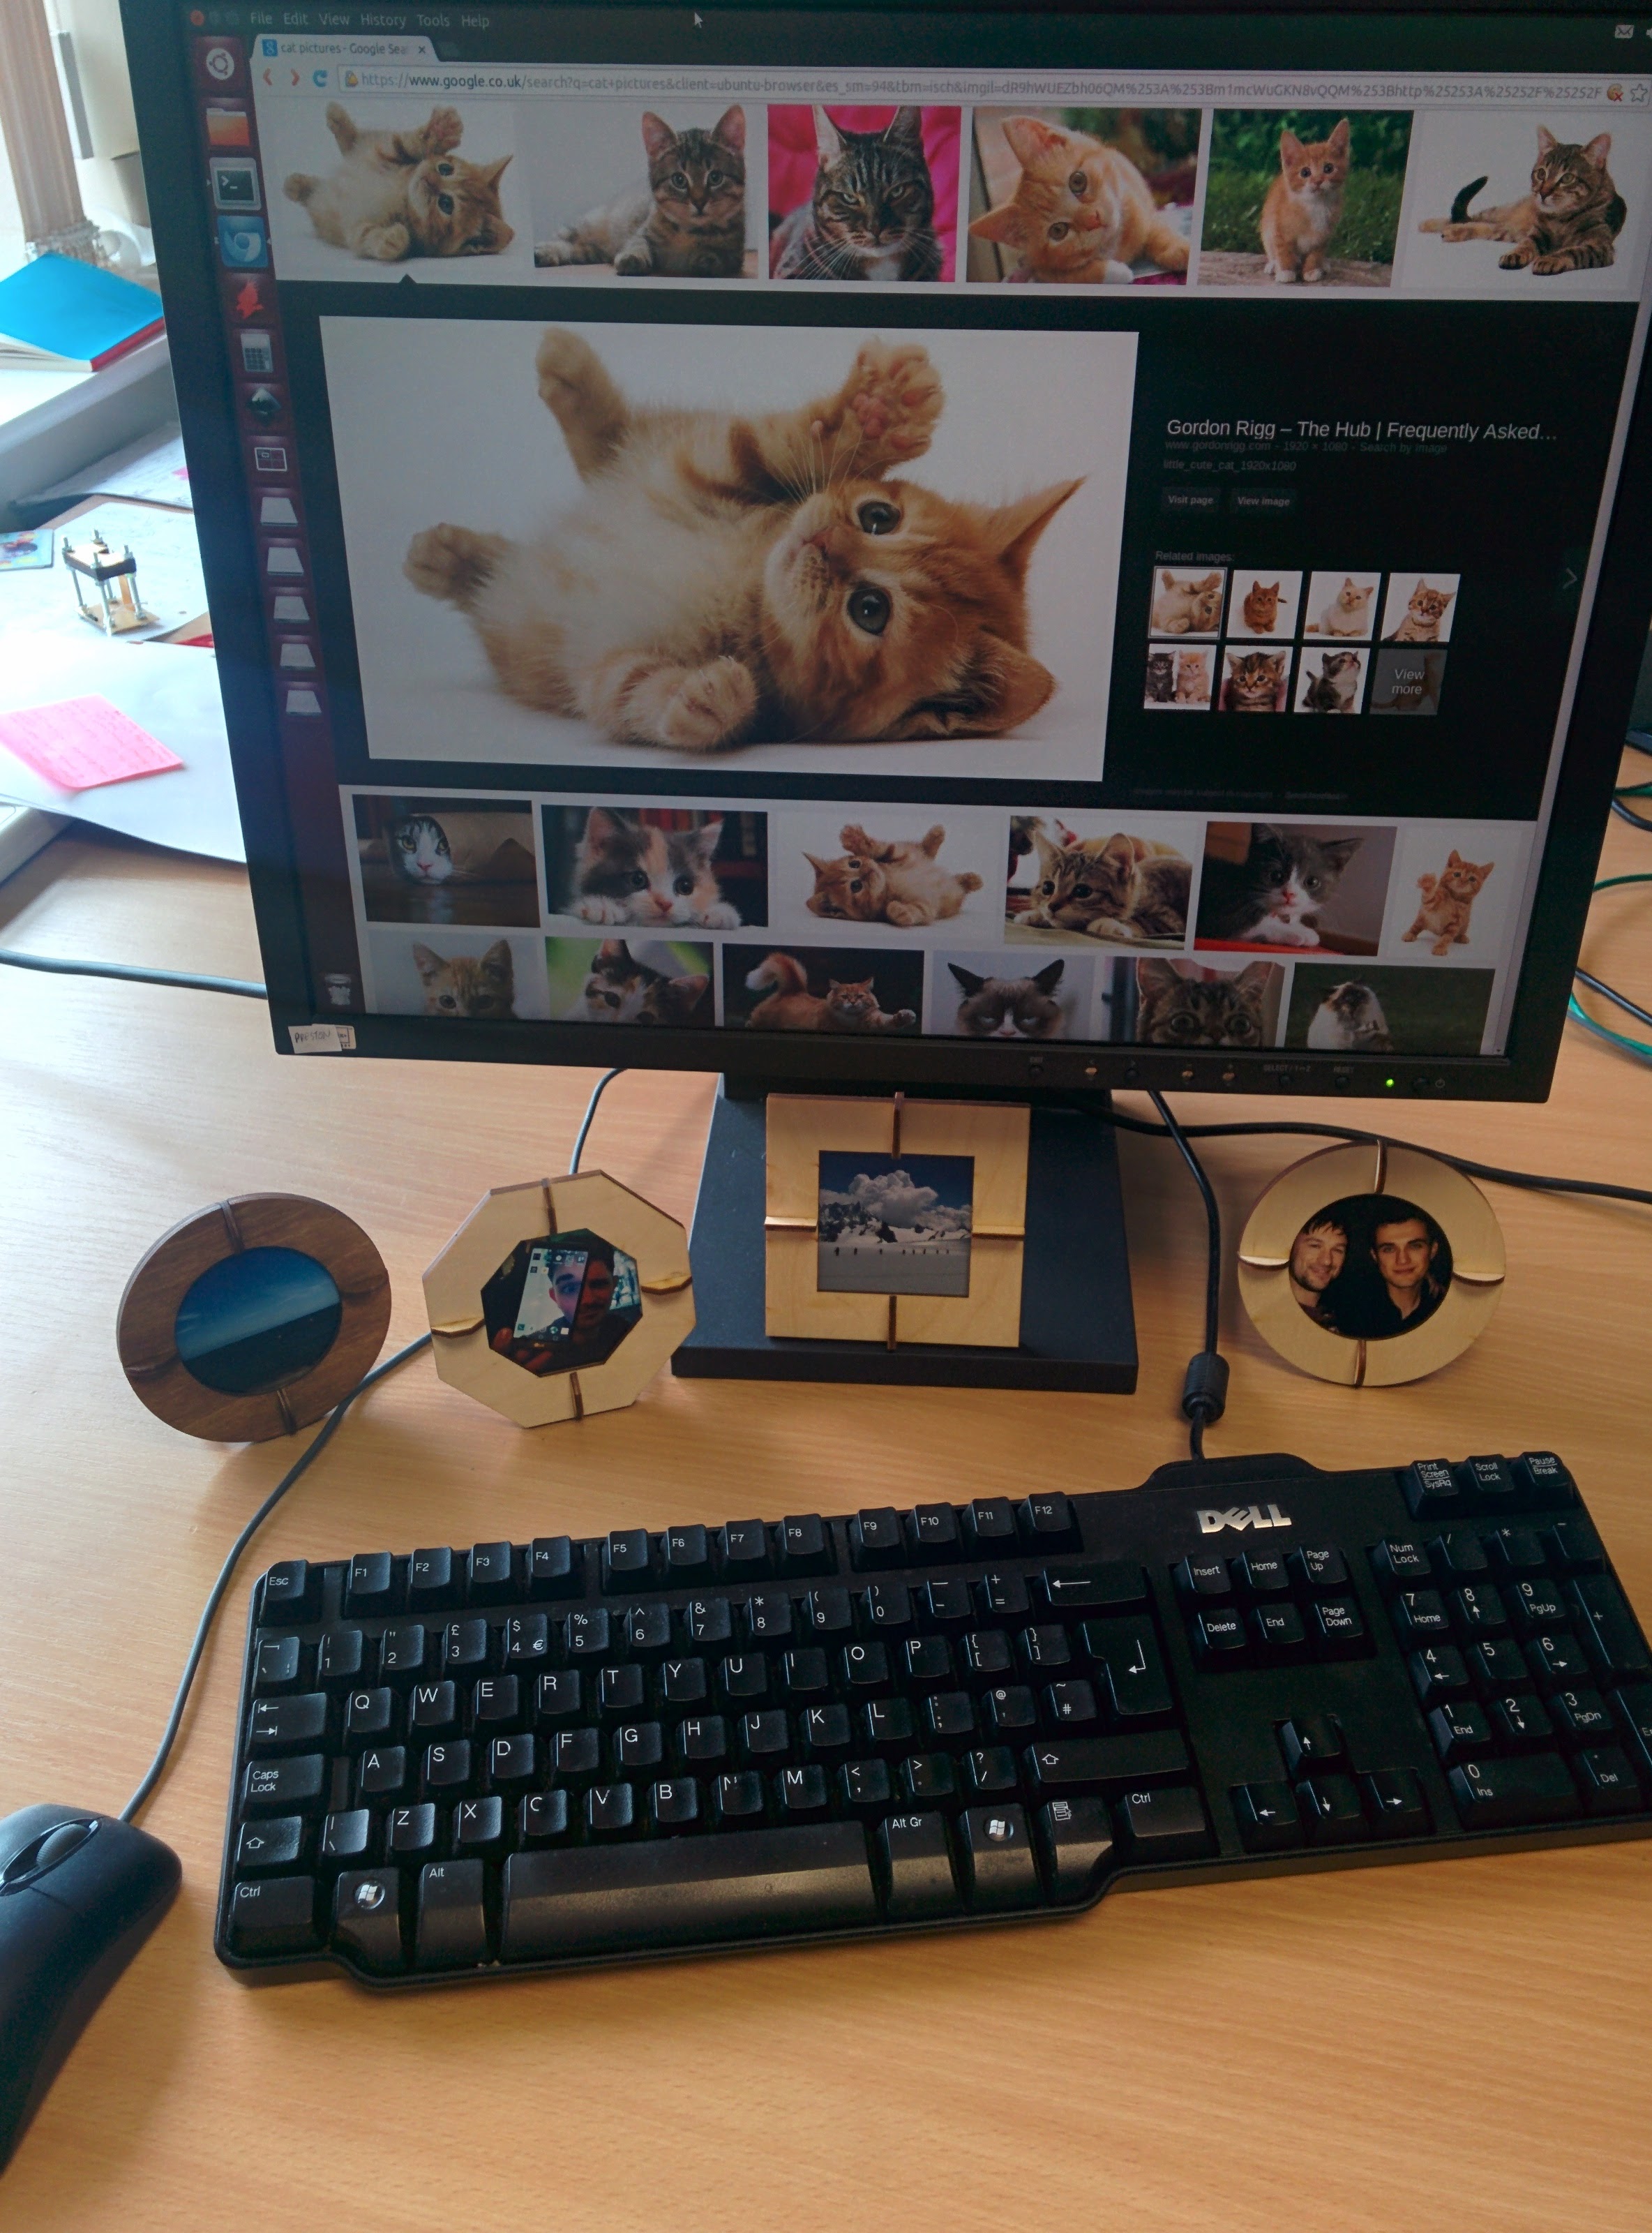 File Edit View History Tools Help
cat pictures - Google Sea
https://www.google.co.uk/search?q=cat+pictures&client=ubuntu-browser&es_sm=94&tbm=isch&imgil=dR9hWUEZbh06QM%253A%253Bm1mcWuGKN8vQQM%253Bhttp%25253A%25252F%25252F
Gordon Rigg – The Hub | Frequently Asked...
www.gordonrigg.com - 1920 × 1080 - Search by image
little_cute_cat_1920x1080
Visit page View image
Related images:
View
more
EXIT
SELECT / 1↔2
RESET
DELL
Print
Screen
SysRq
Scroll
Lock
Pause
Break
Esc F1 F2 F3 F4 F5 F6 F7 F8 F9 F10 F11 F12
! 1 " 2 £ 3 $ 4 € % 5 ^ 6 & 7 * 8 ( 9 ) 0 — - + =
Insert Home Page Up
Num Lock / * -
Q W E R T Y U I O P { [ } ]
Delete End Page Down
7 Home 8 9 PgUp +
Caps Lock A S D F G H J K L : ; @ ' ~ #
4 5 6
| \ Z X C V B N M < , > . ? /
1 End 2 3 PgDn
Ctrl Alt Alt Gr Ctrl
0 Ins . Del